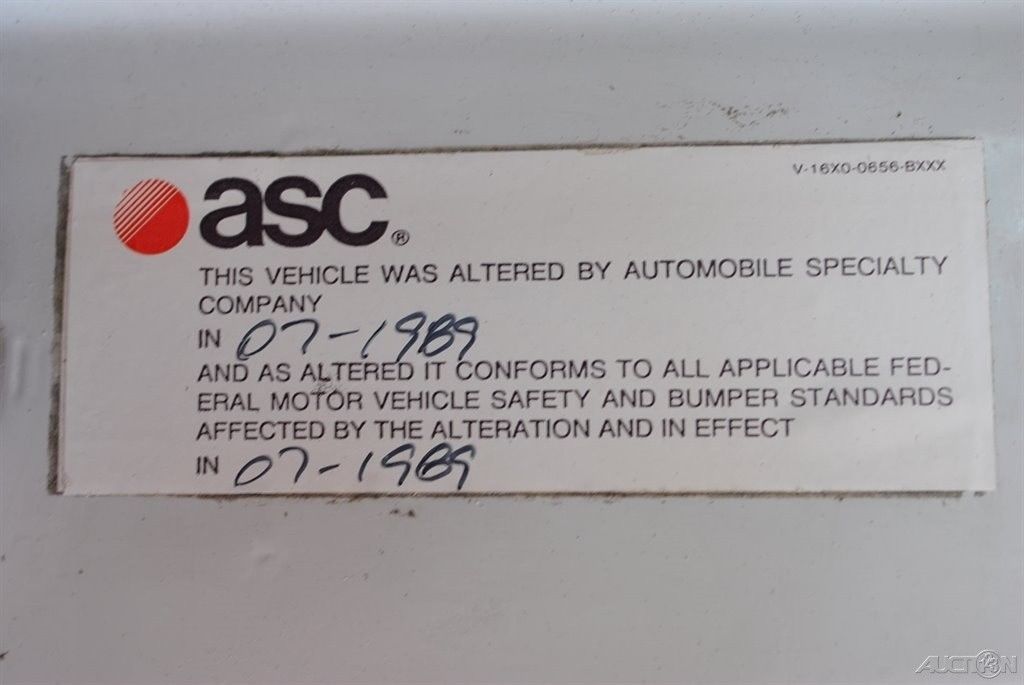 V-16X0-0656-BXXX
asc®
THIS VEHICLE WAS ALTERED BY AUTOMOBILE SPECIALTY
COMPANY
IN 07-1989
AND AS ALTERED IT CONFORMS TO ALL APPLICABLE FED-
ERAL MOTOR VEHICLE SAFETY AND BUMPER STANDARDS
AFFECTED BY THE ALTERATION AND IN EFFECT
IN 07-1989
AUCTION 123